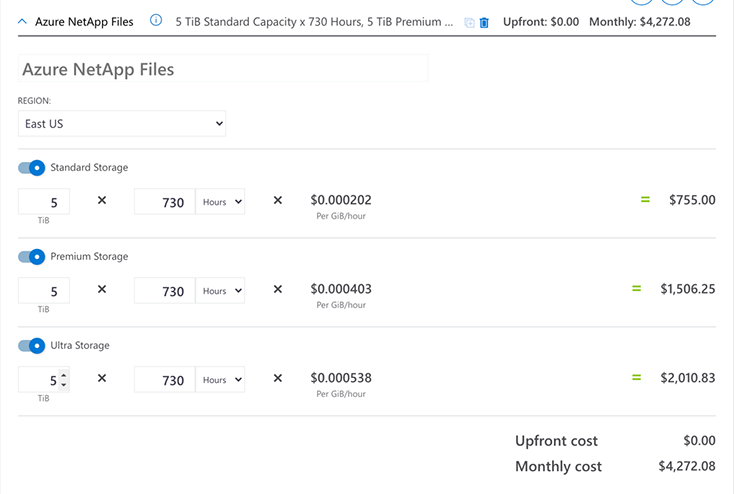 Azure NetApp Files 5 TiB Standard Capacity x 730 Hours, 5 TiB Premium ... Upfront: $0.00 Monthly: $4,272.08
Azure NetApp Files
REGION:
East US
Standard Storage
5 × 730 Hours × $0.000202 = $755.00
TiB Per GiB/hour
Premium Storage
5 × 730 Hours × $0.000403 = $1,506.25
TiB Per GiB/hour
Ultra Storage
5 × 730 Hours × $0.000538 = $2,010.83
TiB Per GiB/hour
Upfront cost $0.00
Monthly cost $4,272.08